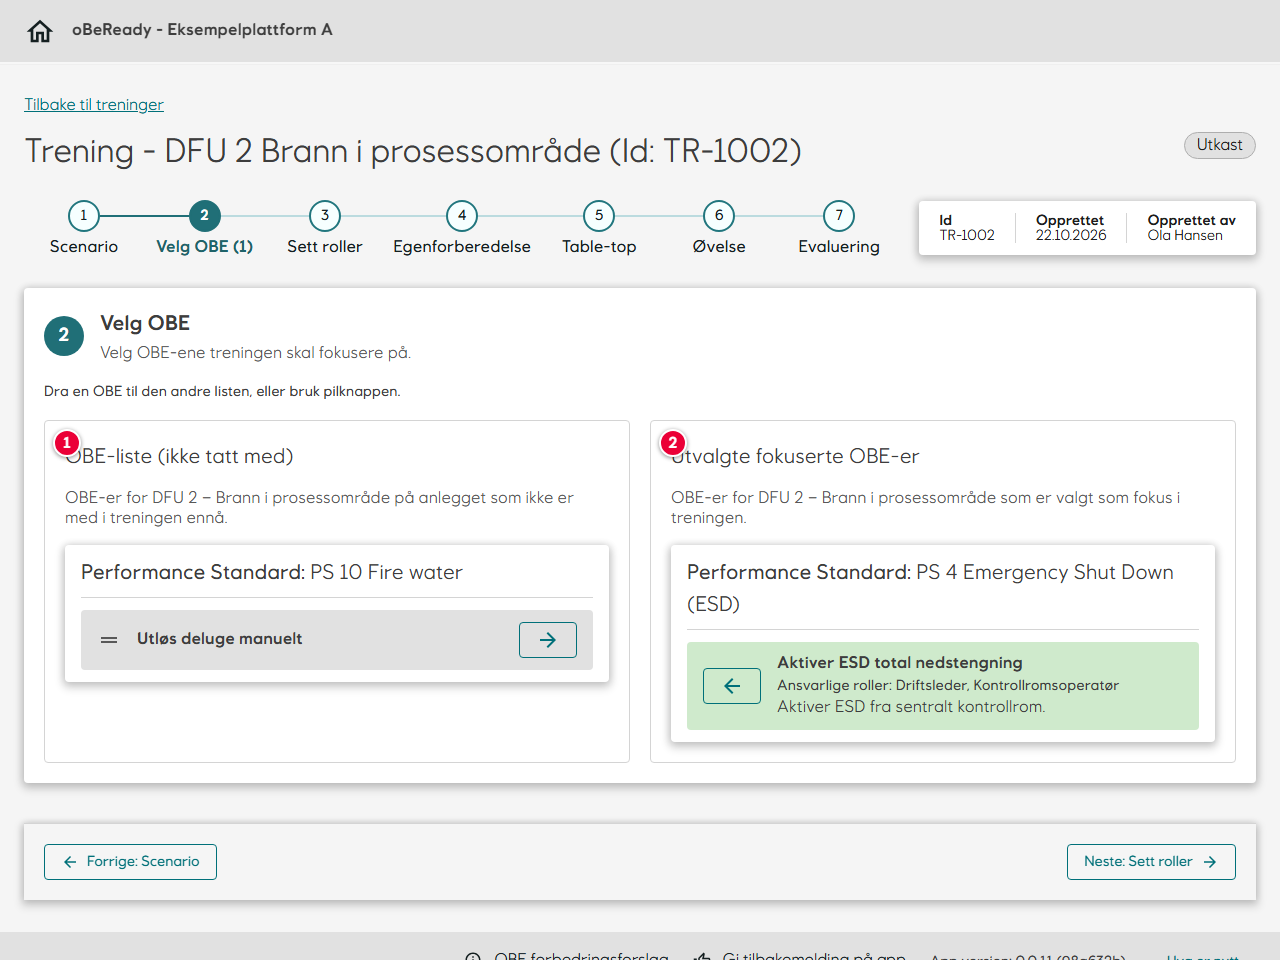 oBeReady - Eksempelplattform A
Tilbake til treninger
Trening - DFU 2 Brann i prosessområde (Id: TR-1002)
Utkast
1
2
3
4
5
6
7
Scenario
Velg OBE (1)
Sett roller
Egenforberedelse
Table-top
Øvelse
Evaluering
Id
TR-1002
Opprettet
22.10.2026
Opprettet av
Ola Hansen
2
Velg OBE
Velg OBE-ene treningen skal fokusere på.
Dra en OBE til den andre listen, eller bruk pilknappen.
1
OBE-liste (ikke tatt med)
OBE-er for DFU 2 – Brann i prosessområde på anlegget som ikke er
med i treningen ennå.
Performance Standard: PS 10 Fire water
Utløs deluge manuelt
2
Utvalgte fokuserte OBE-er
OBE-er for DFU 2 – Brann i prosessområde som er valgt som fokus i
treningen.
Performance Standard: PS 4 Emergency Shut Down
(ESD)
Aktiver ESD total nedstengning
Ansvarlige roller: Driftsleder, Kontrollromsoperatør
Aktiver ESD fra sentralt kontrollrom.
Forrige: Scenario
Neste: Sett roller
OBE forbedringsforslag
Gi tilbakemelding på app